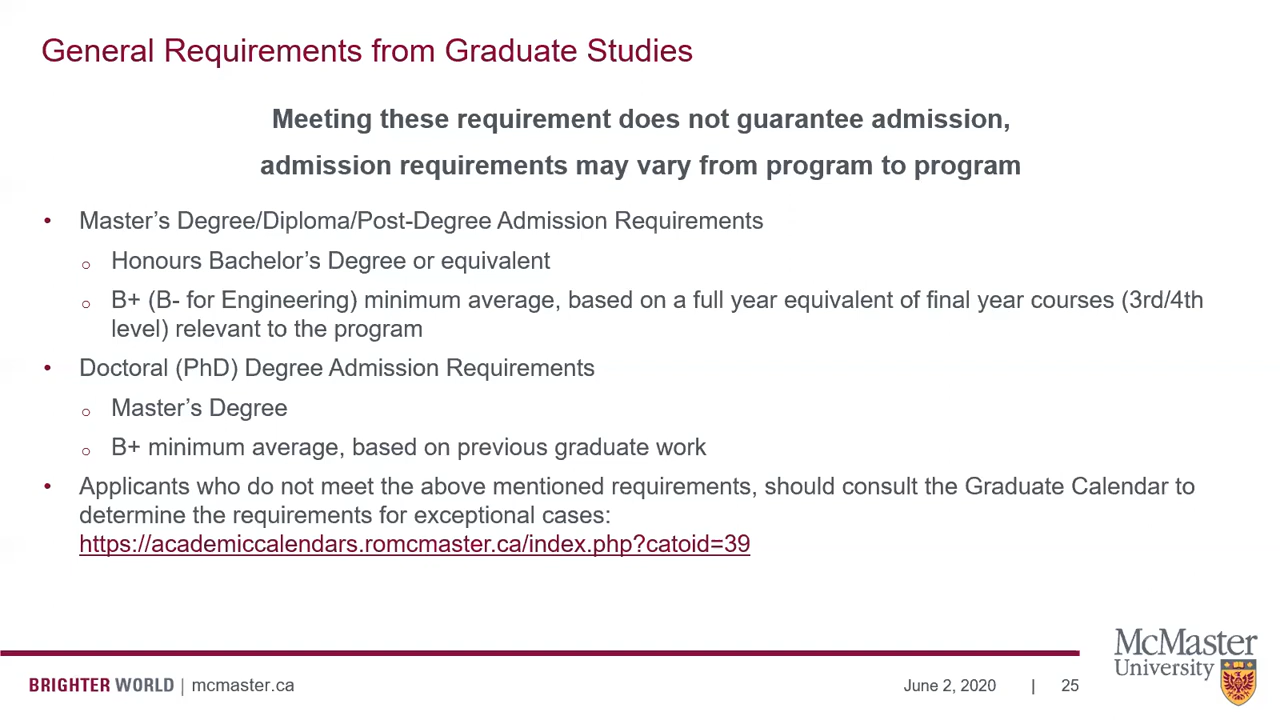 General Requirements from Graduate Studies
Meeting these requirement does not guarantee admission,
admission requirements may vary from program to program
• Master’s Degree/Diploma/Post-Degree Admission Requirements
o Honours Bachelor’s Degree or equivalent
o B+ (B- for Engineering) minimum average, based on a full year equivalent of final year courses (3rd/4th
level) relevant to the program
• Doctoral (PhD) Degree Admission Requirements
o Master’s Degree
o B+ minimum average, based on previous graduate work
• Applicants who do not meet the above mentioned requirements, should consult the Graduate Calendar to
determine the requirements for exceptional cases:
https://academiccalendars.romcmaster.ca/index.php?catoid=39
BRIGHTER WORLD | mcmaster.ca
June 2, 2020 | 25
McMaster
University